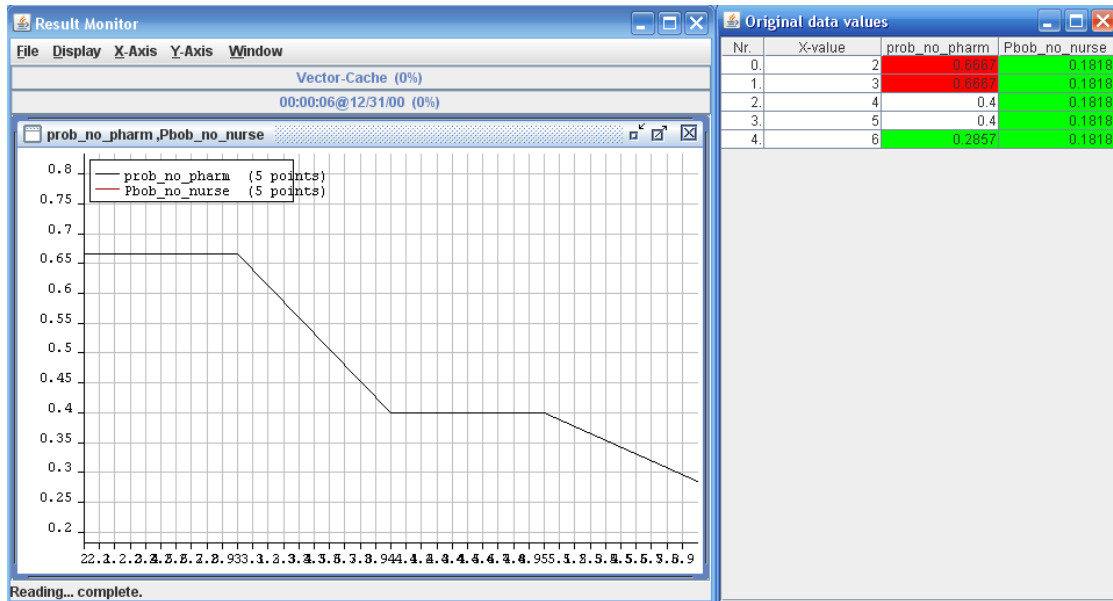 Result Monitor
File Display X-Axis Y-Axis Window
Vector-Cache (0%)
00:00:06@12/31/00 (0%)
prob_no_pharm ,Pbob_no_nurse
prob_no_pharm (5 points)
Pbob_no_nurse (5 points)
0.8
0.75
0.7
0.65
0.6
0.55
0.5
0.45
0.4
0.35
0.3
0.25
0.2
Reading... complete.
Original data values
Nr. X-value prob_no_pharm Pbob_no_nurse
0. 2 0.6667 0.1818
1. 3 0.6667 0.1818
2. 4 0.4 0.1818
3. 5 0.4 0.1818
4. 6 0.2857 0.1818